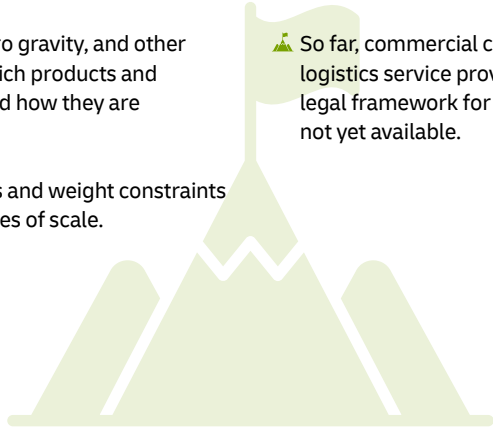 ro gravity, and other
ich products and
d how they are
s and weight constraints
es of scale.
So far, commercial c
logistics service prov
legal framework for
not yet available.